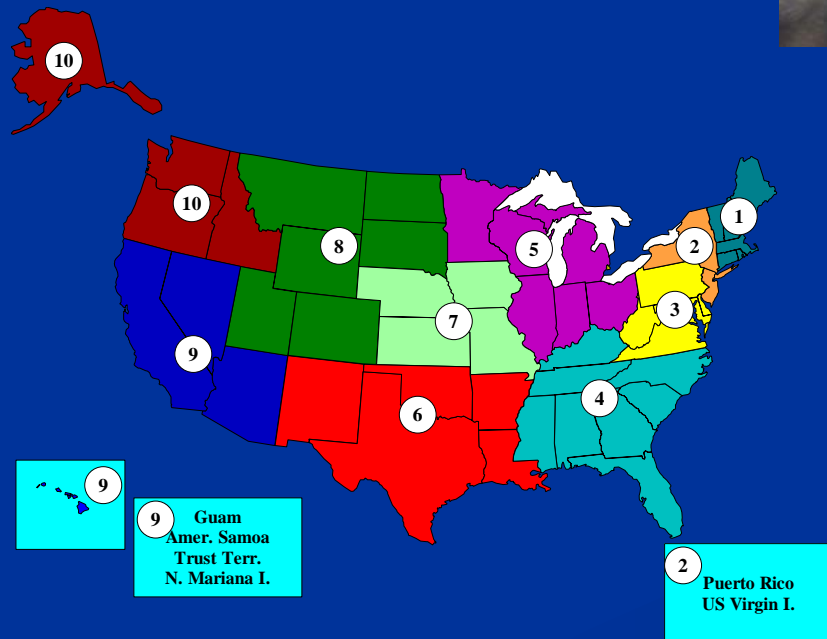 10
10
8
5
2
1
3
7
9
6
4
9
9
Guam
Amer. Samoa
Trust Terr.
N. Mariana I.
2
Puerto Rico
US Virgin I.